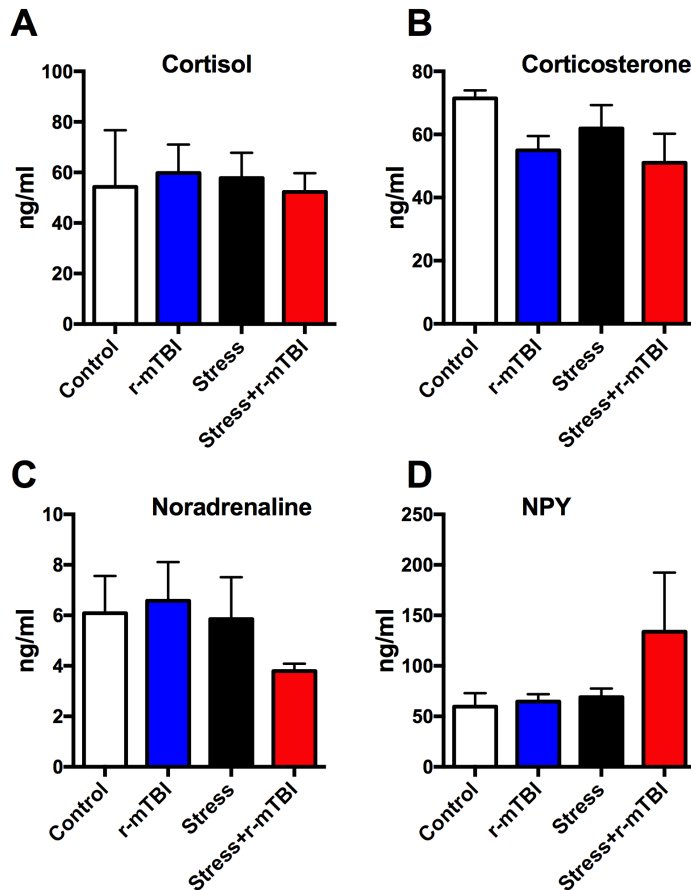 A
Cortisol
100
80
60
40
20
0
ng/ml
Control
r-mTBI
Stress
Stress+r-mTBI
B
Corticosterone
80
60
40
20
0
ng/ml
Control
r-mTBI
Stress
Stress+r-mTBI
C
Noradrenaline
10
8
6
4
2
0
ng/ml
Control
r-mTBI
Stress
Stress+r-mTBI
D
NPY
250
200
150
100
50
0
ng/ml
Control
r-mTBI
Stress
Stress+r-mTBI